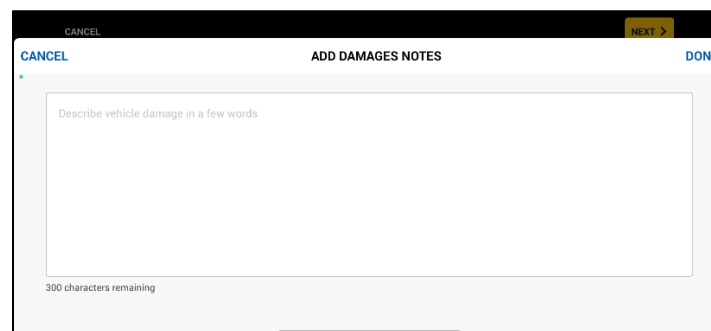 CANCEL NEXT
CANCEL ADD DAMAGES NOTES DON
Describe vehicle damage in a few words
300 characters remaining